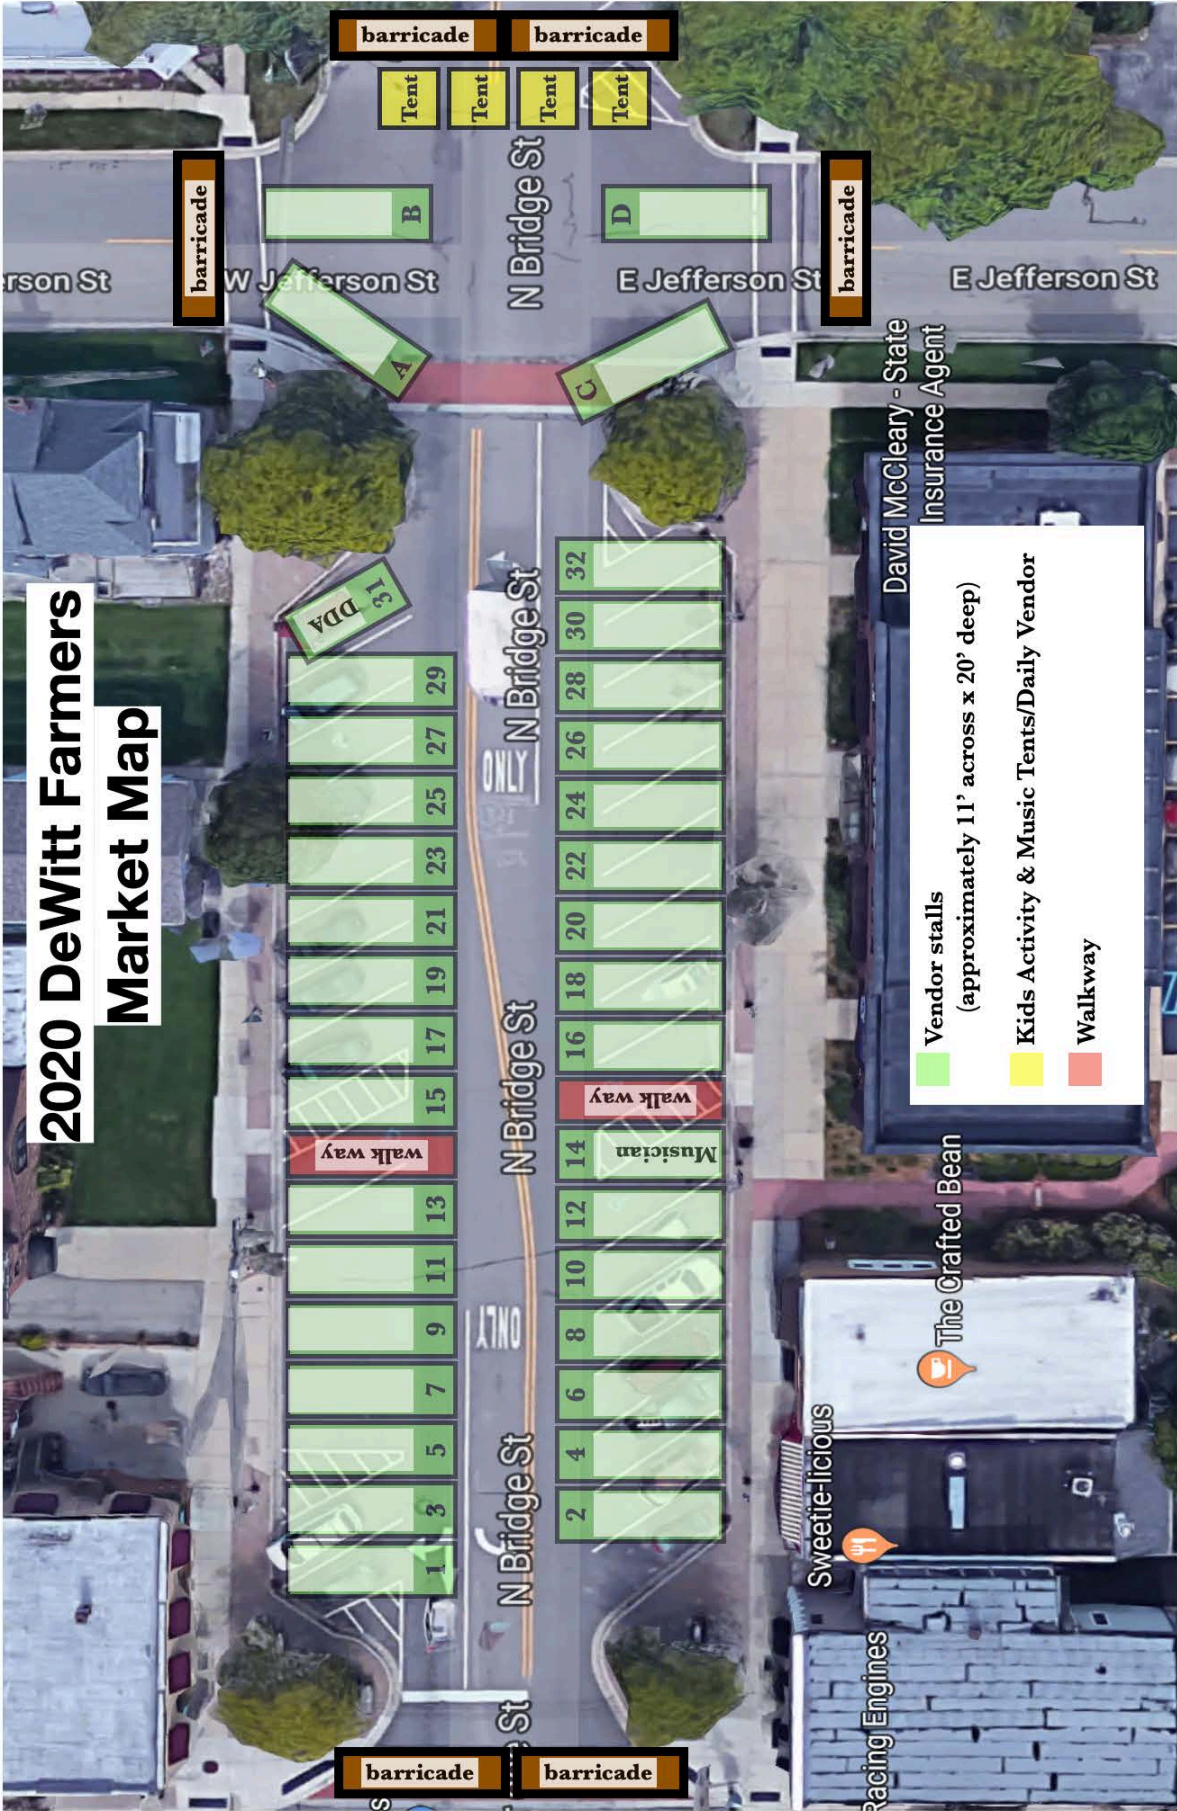 2020 DeWitt Farmers
Market Map
barricade
barricade
Tent
Tent
Tent
Tent
barricade
barricade
B
D
A
C
N Bridge St
rson St
W Jefferson St
E Jefferson St
E Jefferson St
David McCleary - State
Insurance Agent
DDA
31
29
27
25
23
21
19
17
15
walk way
13
11
9
7
5
3
1
N Bridge St
ONLY
N Bridge St
ONLY
N Bridge St
32
30
28
26
24
22
20
18
16
walk way
14
Musician
12
10
8
6
4
2
Vendor stalls
(approximately 11’ across x 20’ deep)
Kids Activity & Music Tents/Daily Vendor
Walkway
The Crafted Bean
Sweetie-licious
Racing Engines
e St
s
barricade
barricade